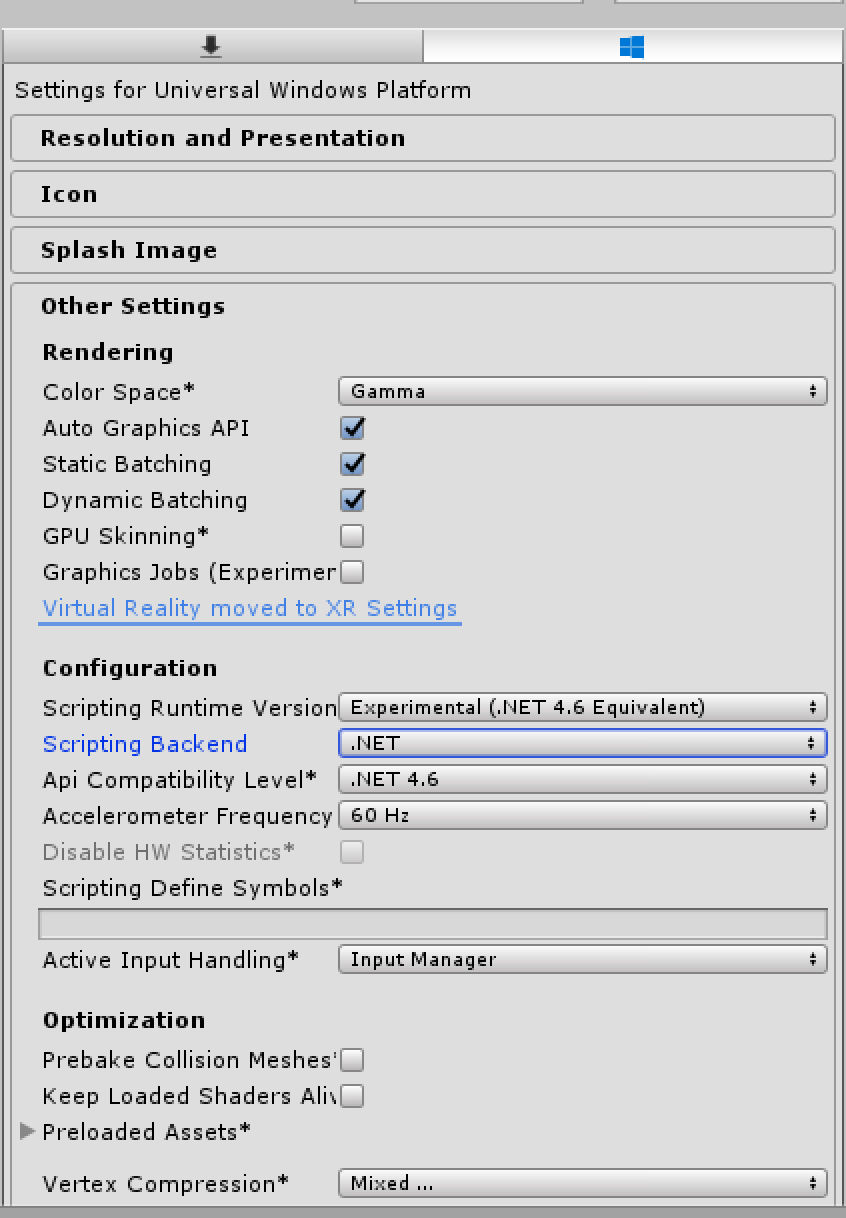 Settings for Universal Windows Platform
Resolution and Presentation
Icon
Splash Image
Other Settings
Rendering
Color Space* Gamma
Auto Graphics API
Static Batching
Dynamic Batching
GPU Skinning*
Graphics Jobs (Experimen
Virtual Reality moved to XR Settings
Configuration
Scripting Runtime Version Experimental (.NET 4.6 Equivalent)
Scripting Backend .NET
Api Compatibility Level* .NET 4.6
Accelerometer Frequency 60 Hz
Disable HW Statistics*
Scripting Define Symbols*
Active Input Handling* Input Manager
Optimization
Prebake Collision Meshes*
Keep Loaded Shaders Aliv
Preloaded Assets*
Vertex Compression* Mixed ...